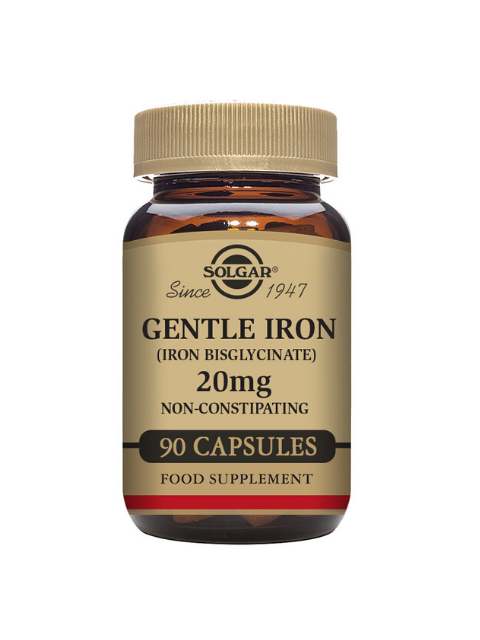 SOLGAR®
Since 1947
GENTLE IRON
(IRON BISGLYCINATE)
20mg
NON-CONSTIPATING
90 CAPSULES
FOOD SUPPLEMENT